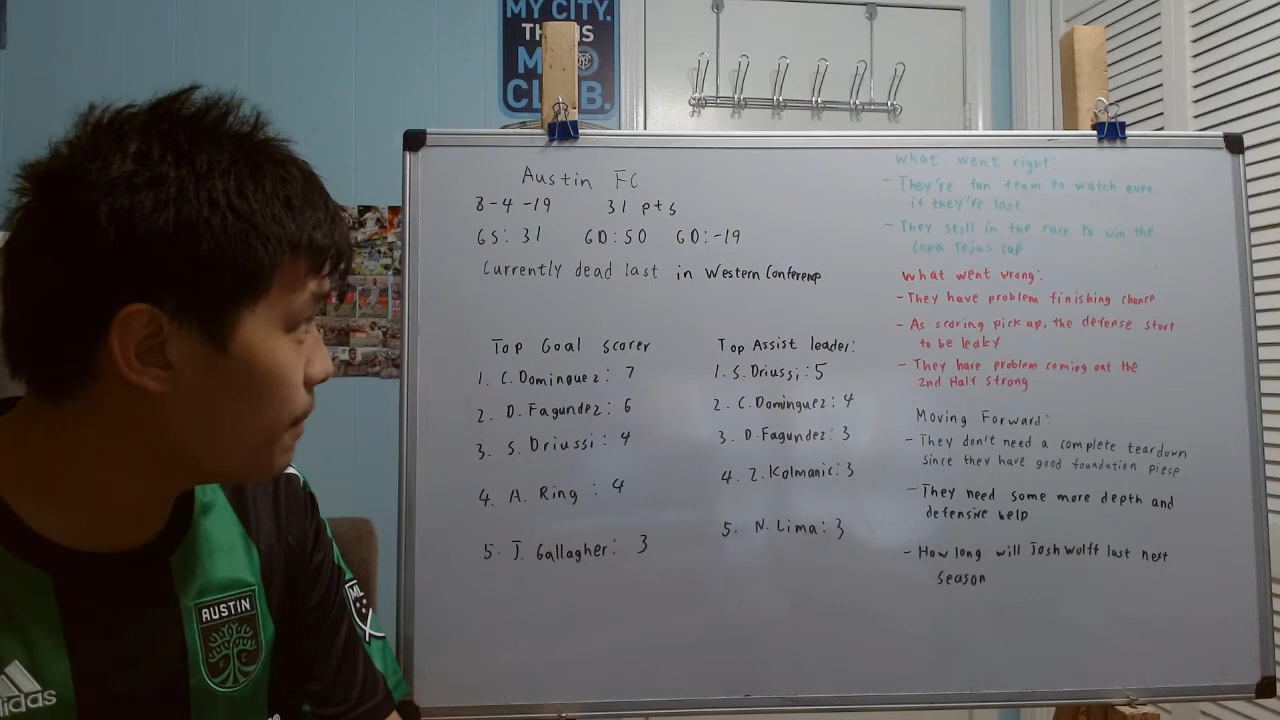 MY CITY.
THIS IS
MY
CLUB.
Austin FC
8-4-19 31 pts
GS: 31 GD: 50 GD: -19
Currently dead last in Western Conference
Top Goal scorer
1. C. Dominguez: 7
2. D. Fagundez: 6
3. S. Driussi: 4
4. A. Ring: 4
5. J. Gallagher: 3
Top Assist leader:
1. S. Driussi: 5
2. C. Dominguez: 4
3. D. Fagundez: 3
4. Z. Kolmanic: 3
5. N. Lima: 3
What went right:
- They're fun team to watch even
if they're last
- They still in the race to win the
Copa Tejas cup
What went wrong:
- They have problem finishing chance
- As scoring pick up, the defense start
to be leaky
- They have problem coming out the
2nd Half strong
Moving Forward:
- They don't need a complete teardown
since they have good foundation piece
- They need some more depth and
defensive help
- How long will Josh Wolff last next
season
AUSTIN
FC
adidas